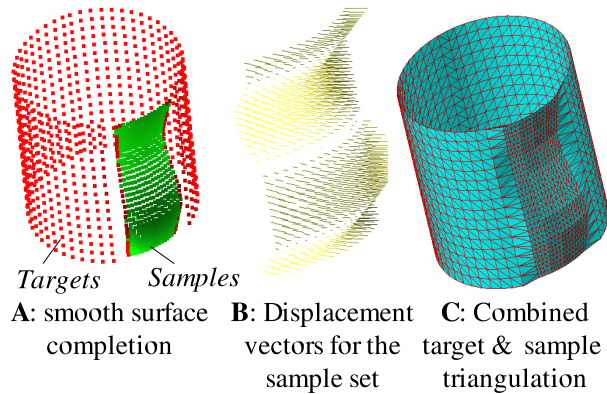 Targets
Samples
A: smooth surface
completion
B: Displacement
vectors for the
sample set
C: Combined
target & sample
triangulation